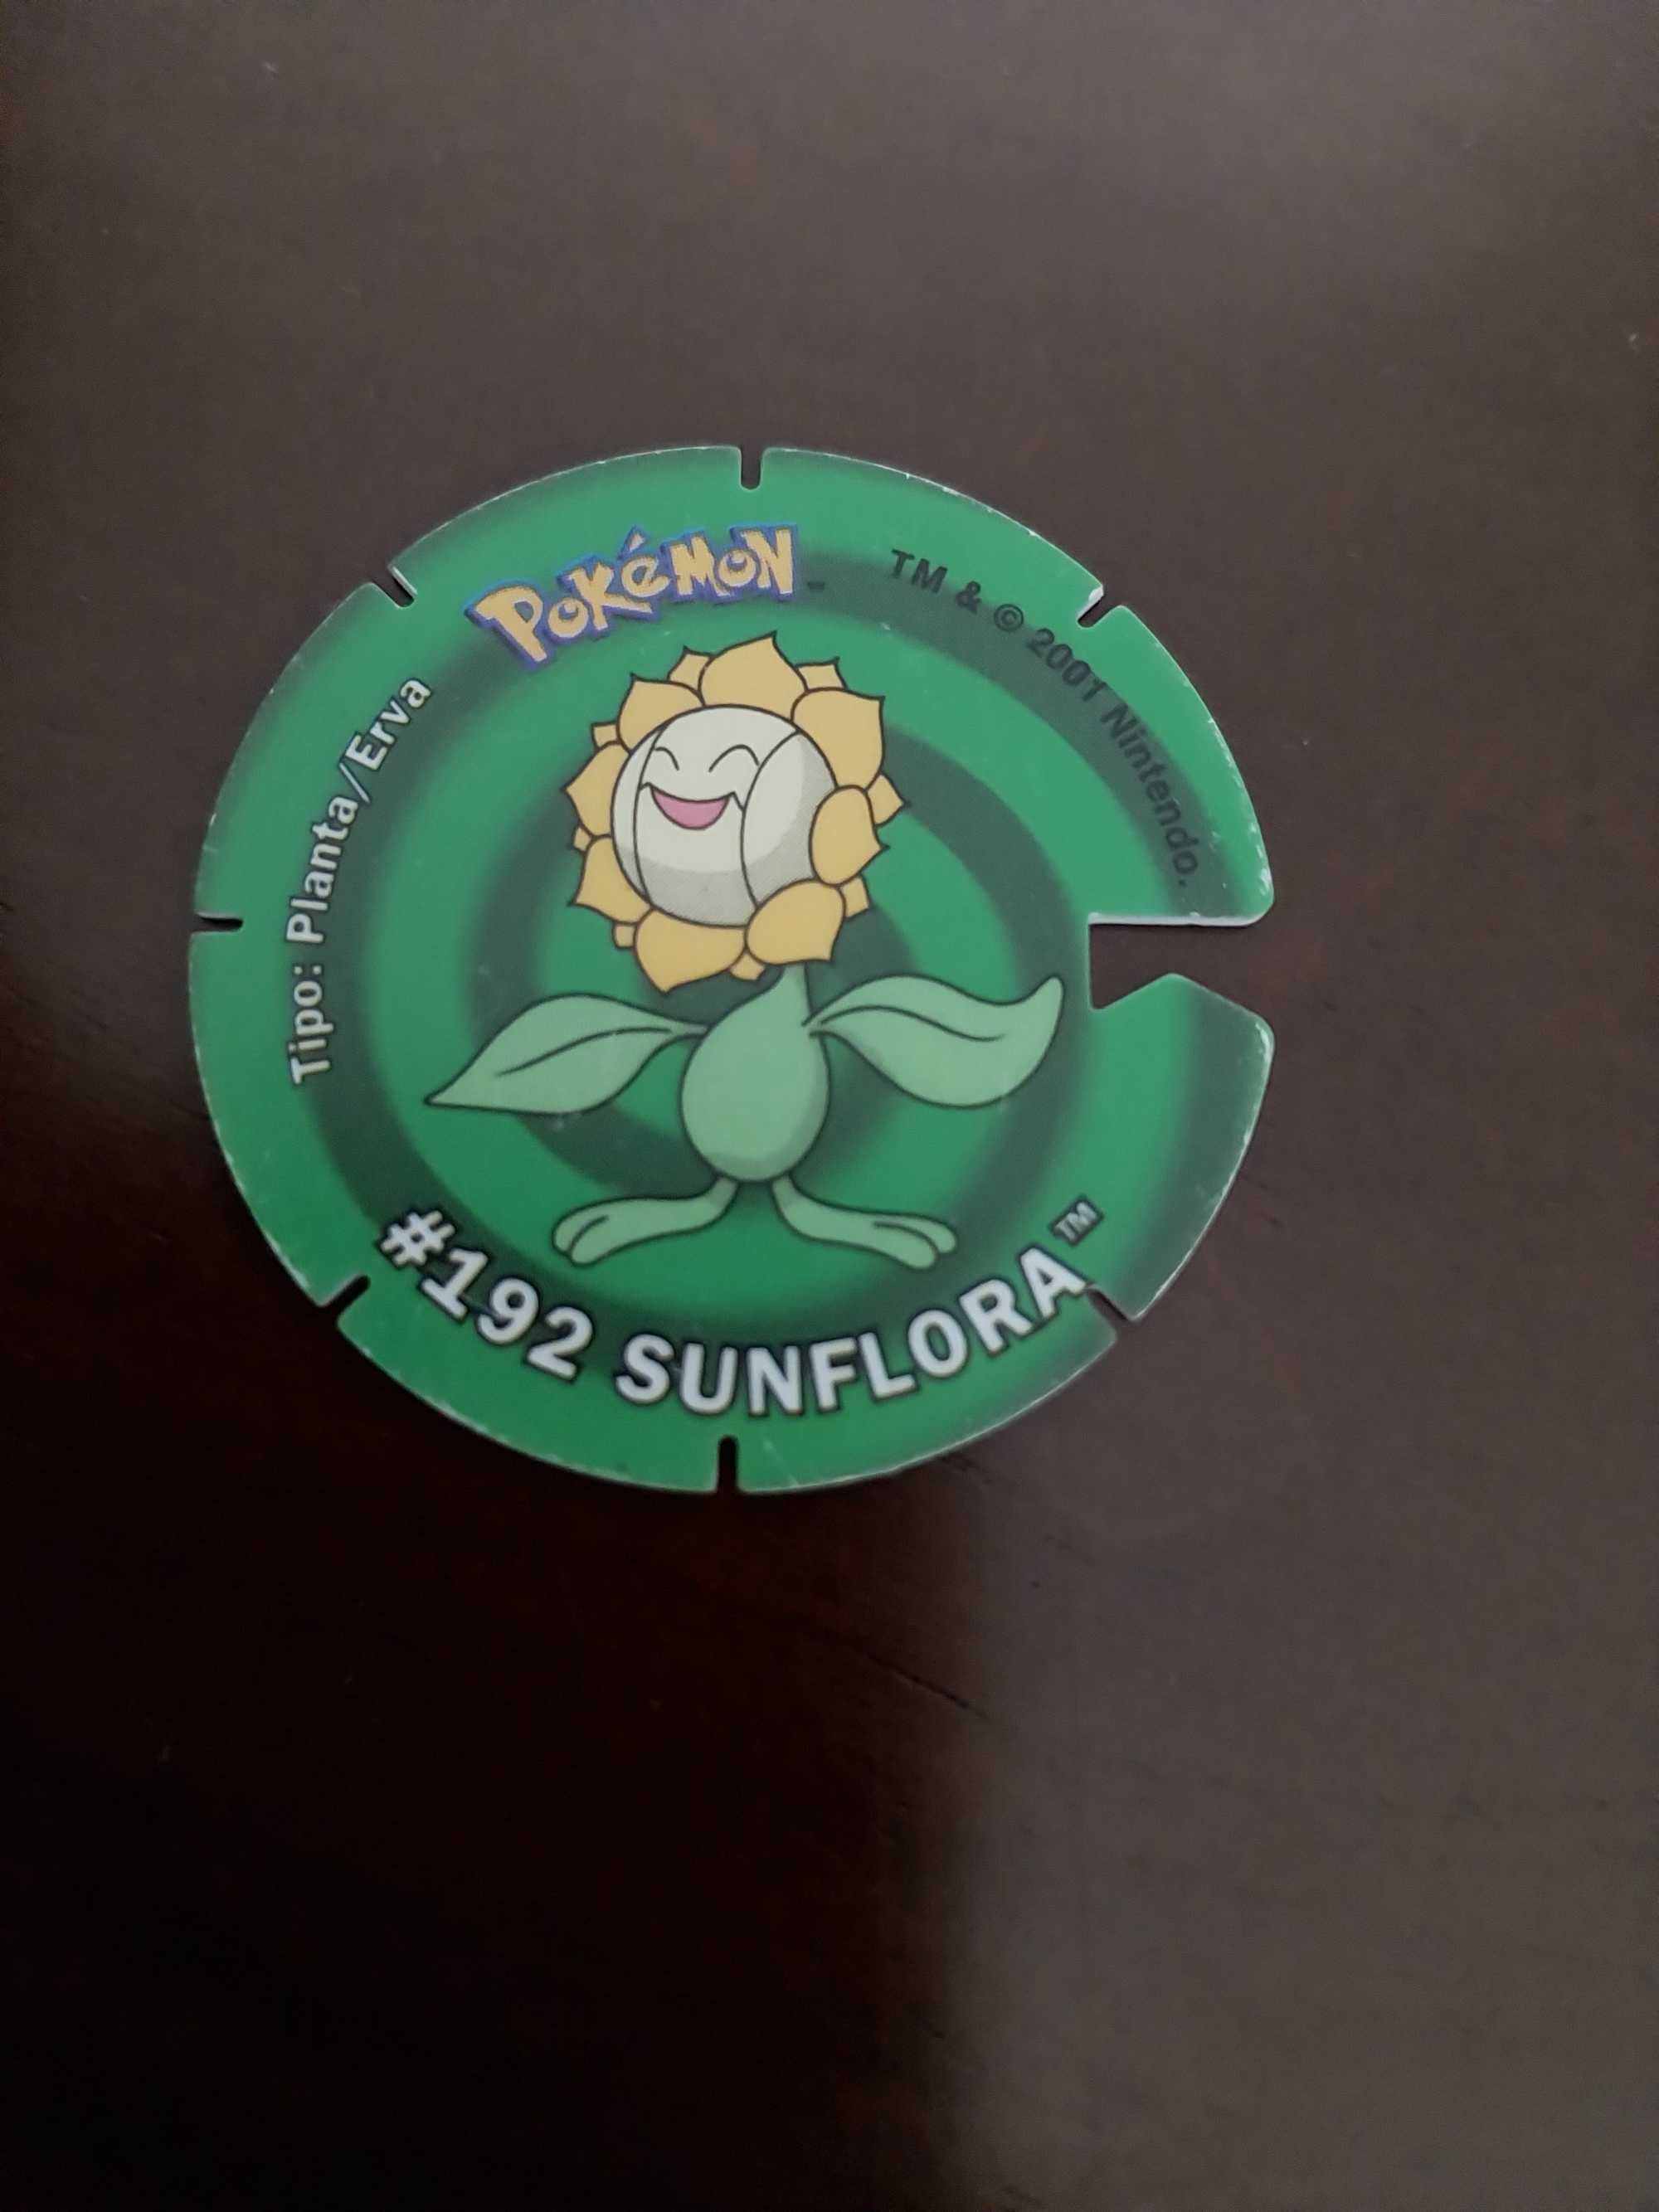 POKéMON
TM & © 2001 Nintendo.
Tipo: Planta/Erva
#192 SUNFLORA™